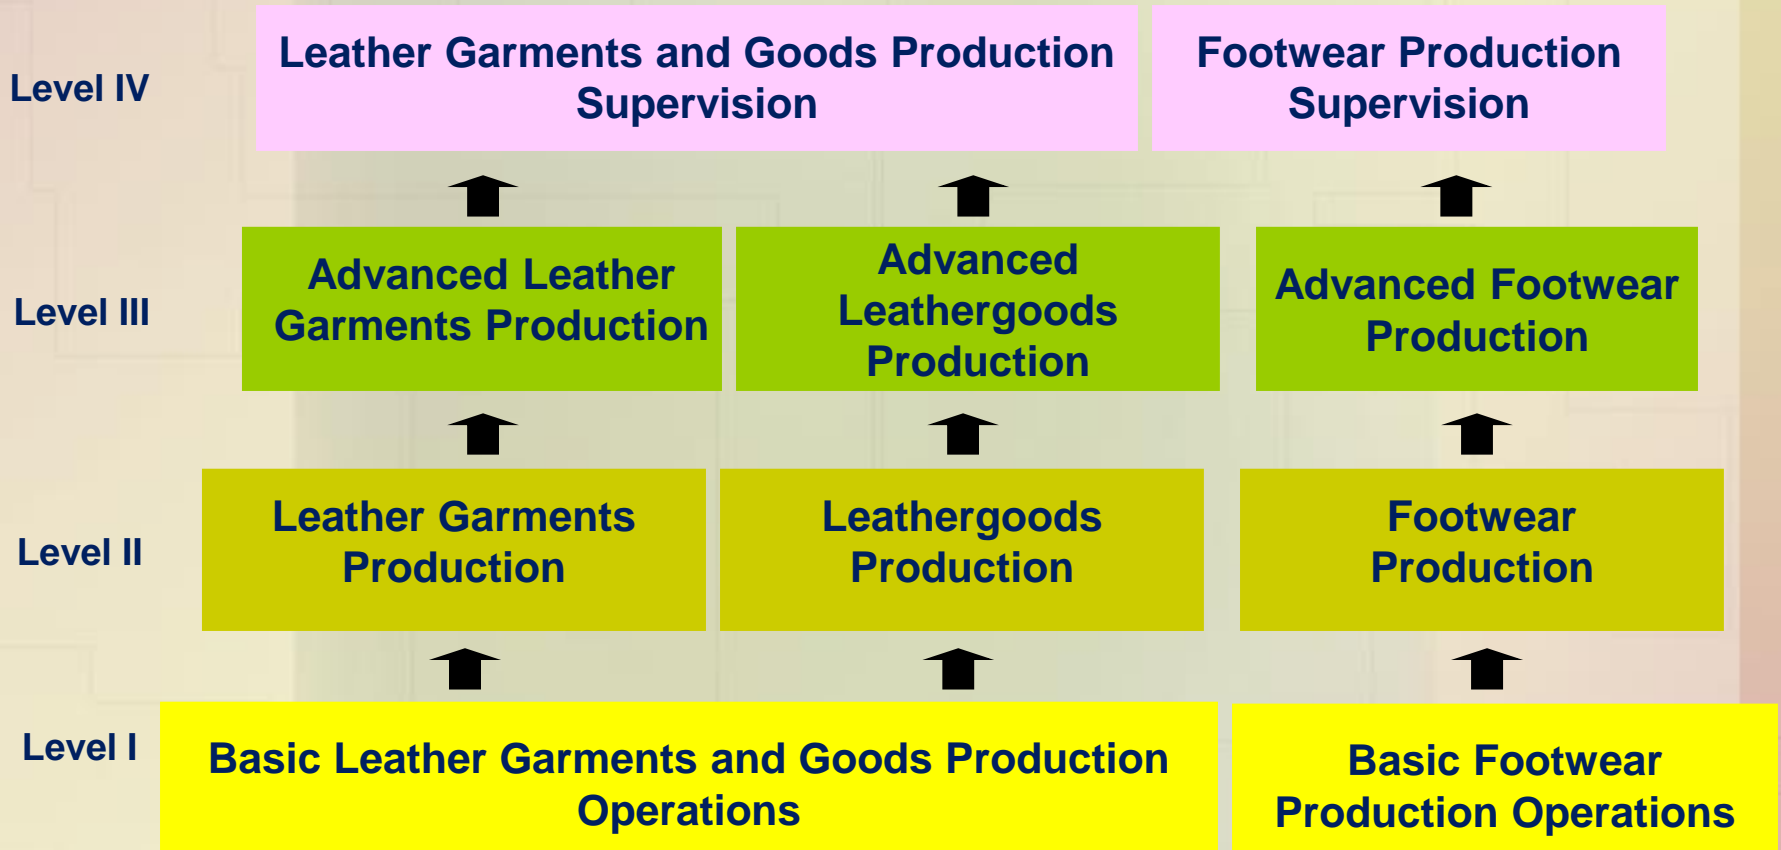 Level IV
Leather Garments and Goods Production
Supervision
Footwear Production
Supervision
Level III
Advanced Leather
Garments Production
Advanced
Leathergoods
Production
Advanced Footwear
Production
Level II
Leather Garments
Production
Leathergoods
Production
Footwear
Production
Level I
Basic Leather Garments and Goods Production
Operations
Basic Footwear
Production Operations